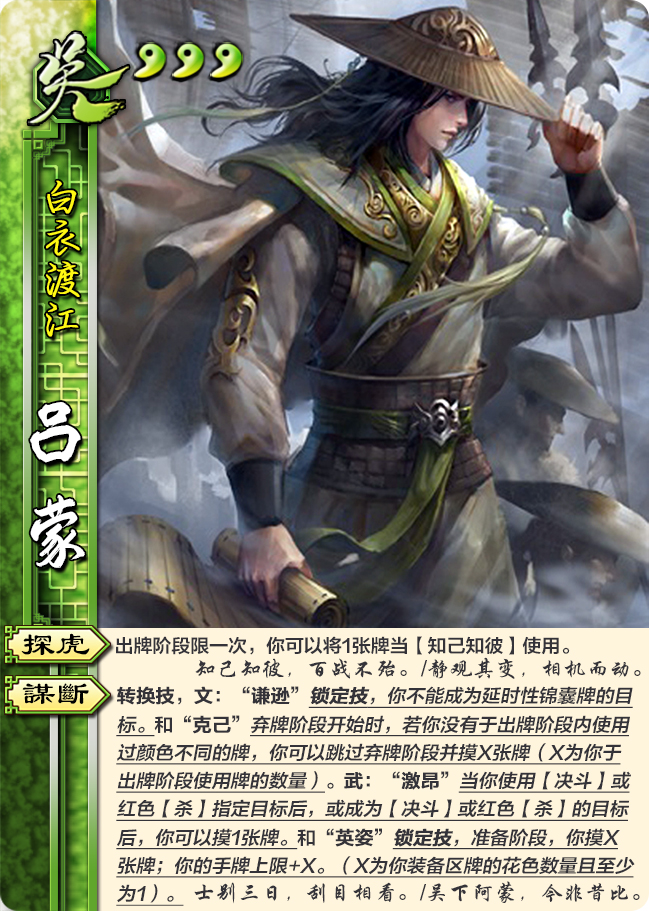 吴
白衣渡江
吕蒙
探虎
出牌阶段限一次，你可以将1张牌当【知己知彼】使用。
知己知彼，百战不殆。/静观其变，相机而动。
謀斷
转换技，文：“谦逊”锁定技，你不能成为延时性锦囊牌的目
标。和“克己”弃牌阶段开始时，若你没有于出牌阶段内使用
过颜色不同的牌，你可以跳过弃牌阶段并摸X张牌（X为你于
出牌阶段使用牌的数量）。武：“激昂”当你使用【决斗】或
红色【杀】指定目标后，或成为【决斗】或红色【杀】的目标
后，你可以摸1张牌。和“英姿”锁定技，准备阶段，你摸X
张牌；你的手牌上限+X。（X为你装备区牌的花色数量且至少
为1）。士别三日，刮目相看。/吴下阿蒙，今非昔比。